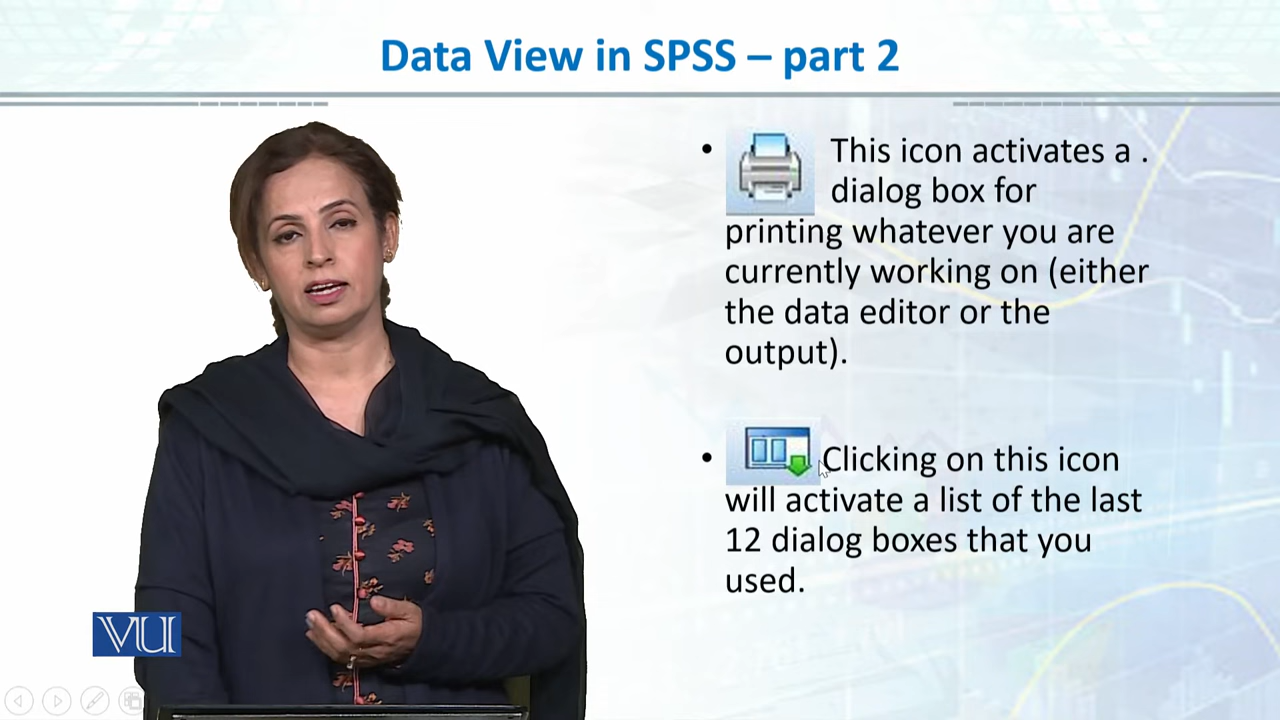 Data View in SPSS – part 2
• This icon activates a .
dialog box for
printing whatever you are
currently working on (either
the data editor or the
output).
• Clicking on this icon
will activate a list of the last
12 dialog boxes that you
used.
VU